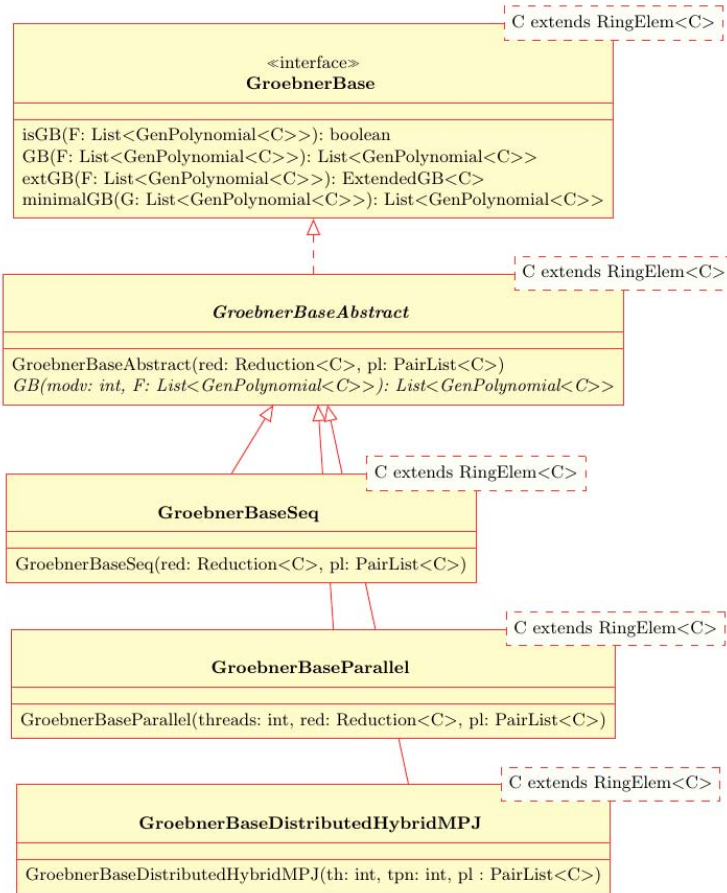 C extends RingElem<C>
«interface»
GroebnerBase
isGB(F: List<GenPolynomial<C>>): boolean
GB(F: List<GenPolynomial<C>>): List<GenPolynomial<C>>
extGB(F: List<GenPolynomial<C>>): ExtendedGB<C>
minimalGB(G: List<GenPolynomial<C>>): List<GenPolynomial<C>>
C extends RingElem<C>
GroebnerBaseAbstract
GroebnerBaseAbstract(red: Reduction<C>, pl: PairList<C>)
GB(modv: int, F: List<GenPolynomial<C>>): List<GenPolynomial<C>>
C extends RingElem<C>
GroebnerBaseSeq
GroebnerBaseSeq(red: Reduction<C>, pl: PairList<C>)
C extends RingElem<C>
GroebnerBaseParallel
GroebnerBaseParallel(threads: int, red: Reduction<C>, pl: PairList<C>)
C extends RingElem<C>
GroebnerBaseDistributedHybridMPJ
GroebnerBaseDistributedHybridMPJ(th: int, tpn: int, pl : PairList<C>)